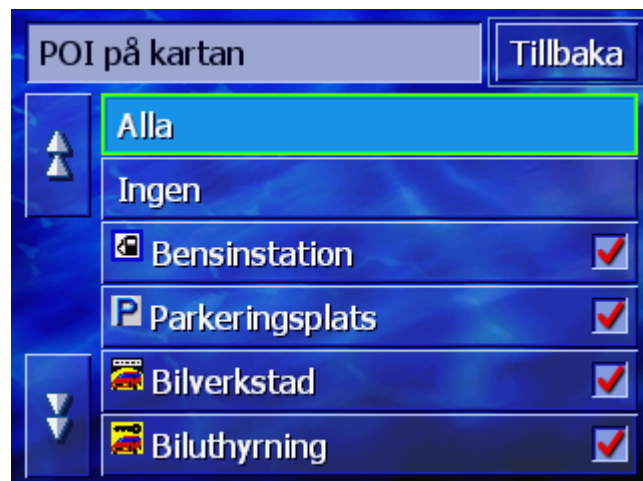 POI på kartan
Tillbaka
Alla
Ingen
Bensinstation
P Parkeringsplats
Bilverkstad
Biluthyrning